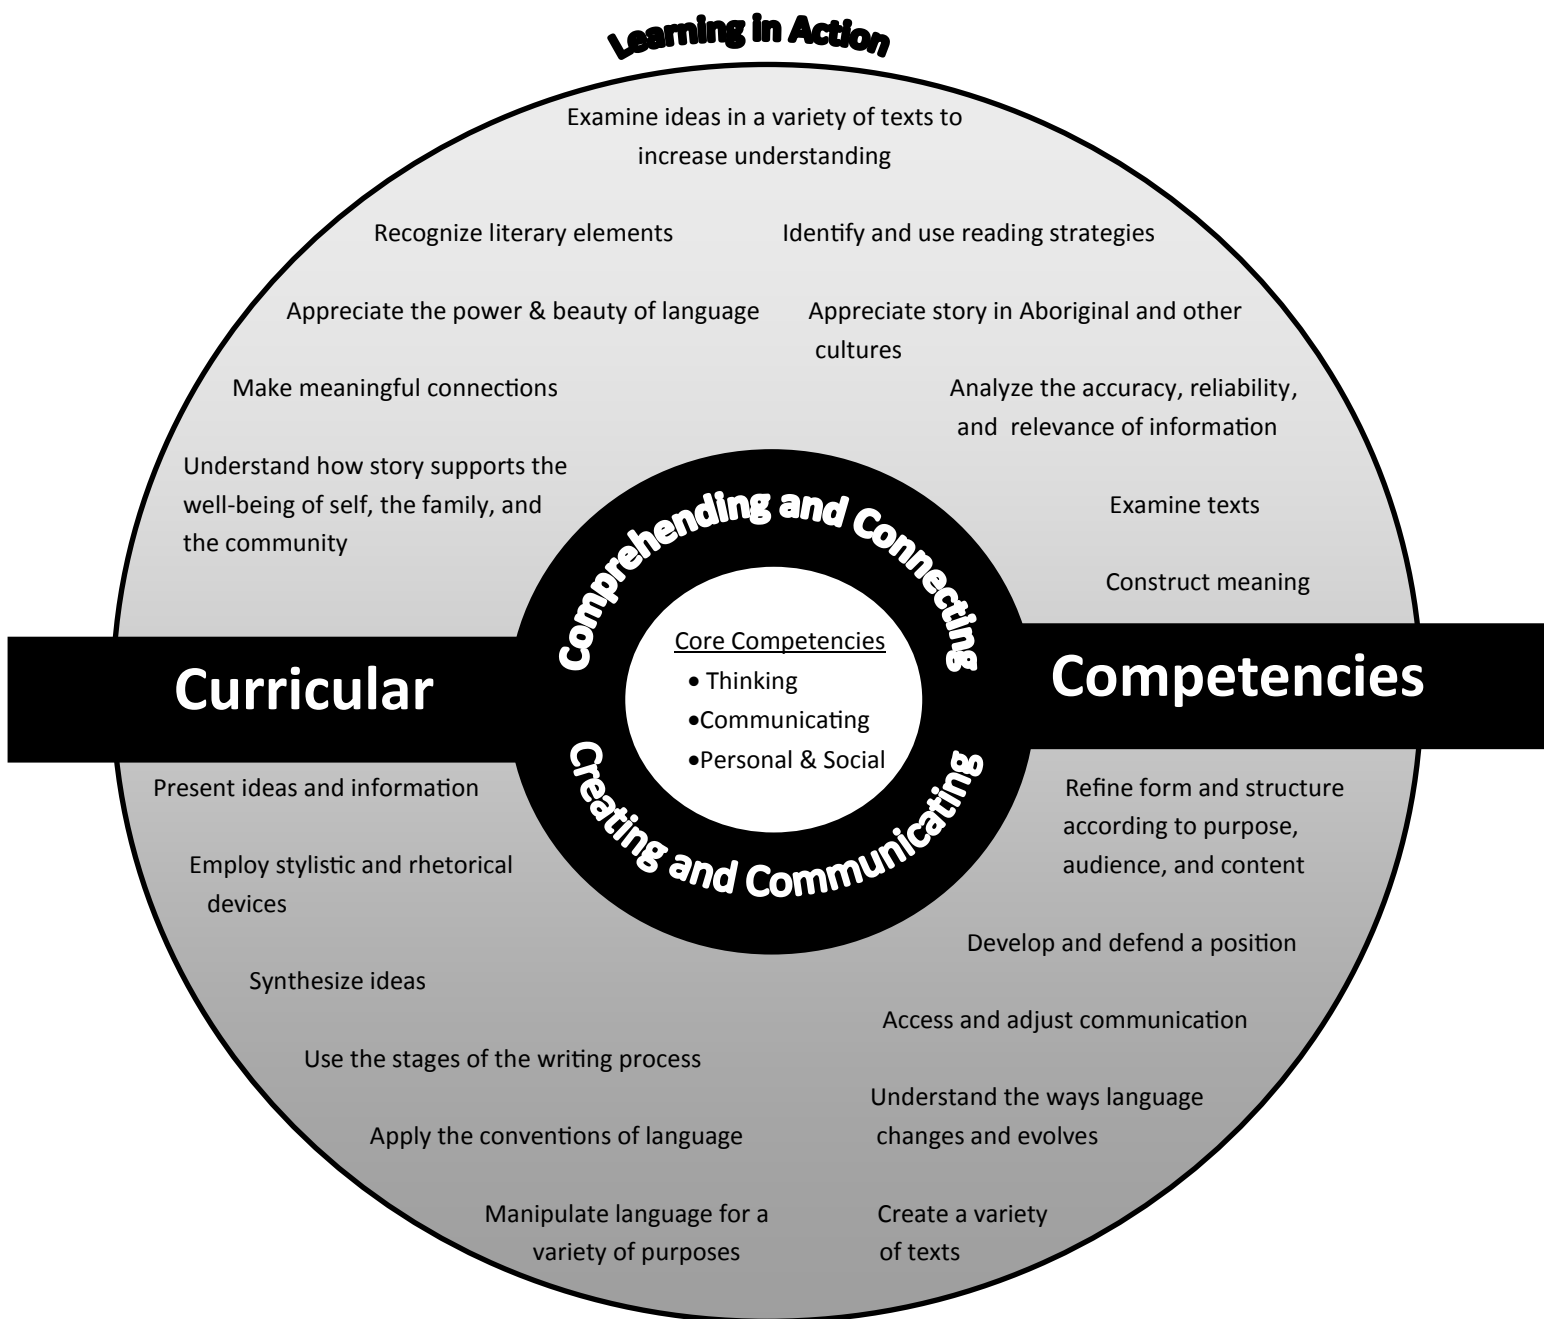 Learning in Action
Examine ideas in a variety of texts to
increase understanding
Recognize literary elements
Identify and use reading strategies
Appreciate the power & beauty of language
Appreciate story in Aboriginal and other
cultures
Make meaningful connections
Analyze the accuracy, reliability,
and relevance of information
Understand how story supports the
well-being of self, the family, and
the community
Examine texts
Construct meaning
Comprehending and Connecting
Curricular
Core Competencies
• Thinking
•Communicating
•Personal & Social
Competencies
Creating and Communicating
Present ideas and information
Refine form and structure
according to purpose,
audience, and content
Employ stylistic and rhetorical
devices
Develop and defend a position
Synthesize ideas
Access and adjust communication
Use the stages of the writing process
Understand the ways language
changes and evolves
Apply the conventions of language
Manipulate language for a
variety of purposes
Create a variety
of texts